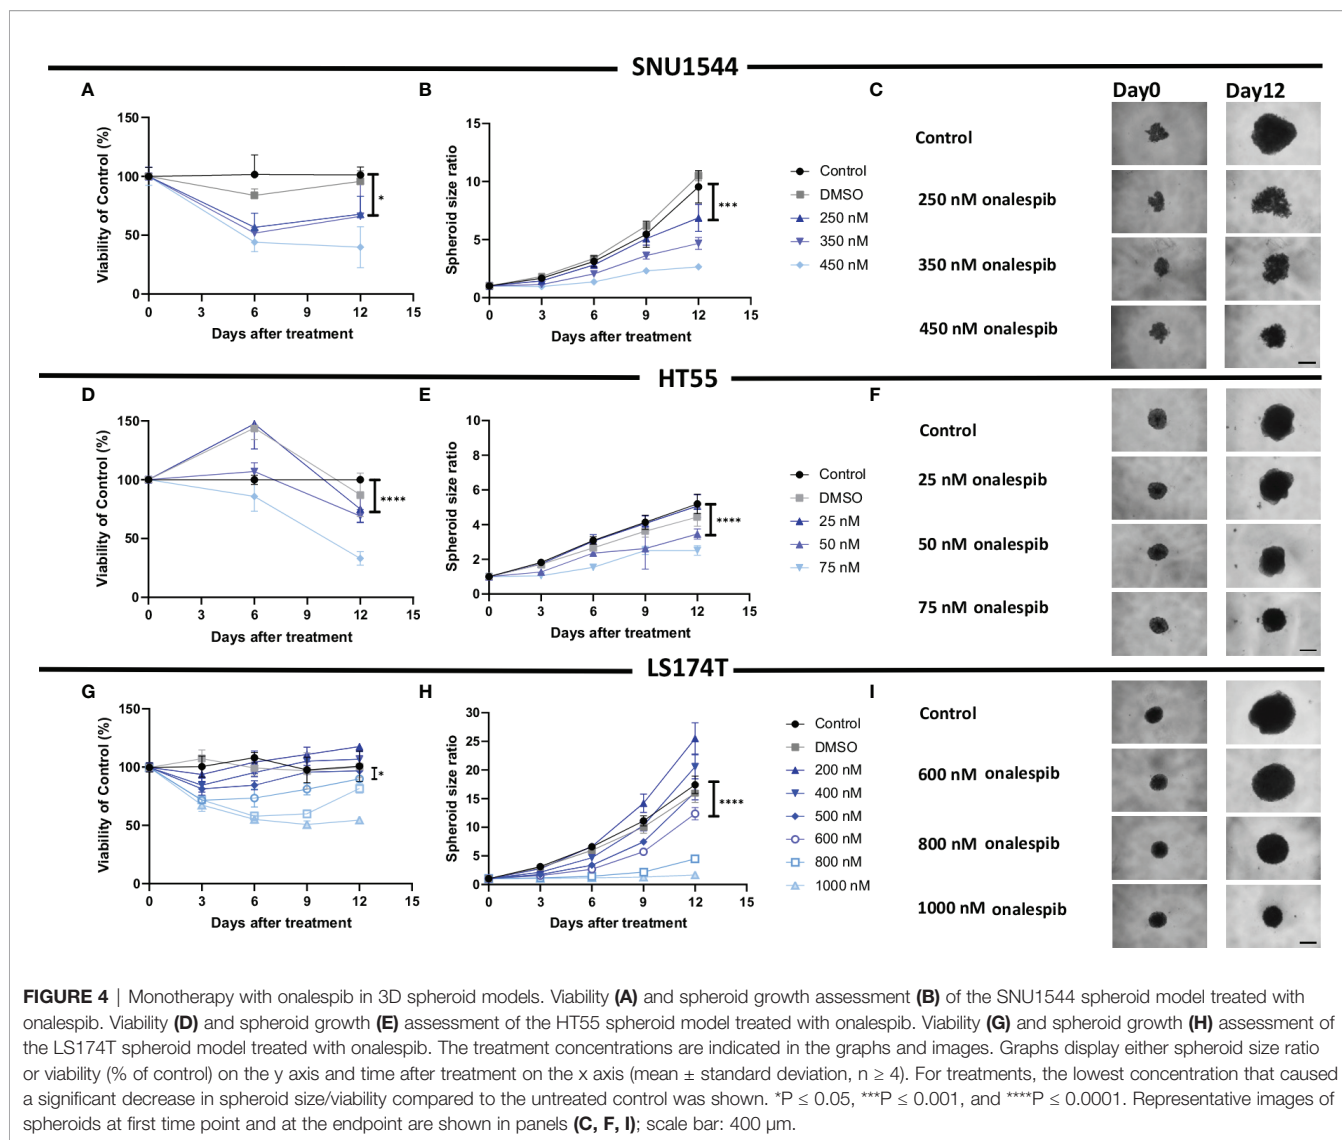 SNU1544
A
B
C
Day0
Day12
Viability of Control (%)
150
100
50
0
0 3 6 9 12 15
Days after treatment
*
Spheroid size ratio
15
10
5
0
0 3 6 9 12 15
Days after treatment
***
Control
DMSO
250 nM
350 nM
450 nM
Control
250 nM onalespib
350 nM onalespib
450 nM onalespib
HT55
D
E
F
Viability of Control (%)
150
100
50
0
0 3 6 9 12 15
Days after treatment
****
Spheroid size ratio
10
8
6
4
2
0
0 3 6 9 12 15
Days after treatment
****
Control
DMSO
25 nM
50 nM
75 nM
Control
25 nM onalespib
50 nM onalespib
75 nM onalespib
LS174T
G
H
I
Viability of Control (%)
150
100
50
0
0 3 6 9 12 15
Days after treatment
*
Spheroid size ratio
30
25
20
15
10
5
0
0 3 6 9 12 15
Days after treatment
****
Control
DMSO
200 nM
400 nM
500 nM
600 nM
800 nM
1000 nM
Control
600 nM onalespib
800 nM onalespib
1000 nM onalespib
FIGURE 4 | Monotherapy with onalespib in 3D spheroid models. Viability (A) and spheroid growth assessment (B) of the SNU1544 spheroid model treated with
onalespib. Viability (D) and spheroid growth (E) assessment of the HT55 spheroid model treated with onalespib. Viability (G) and spheroid growth (H) assessment of
the LS174T spheroid model treated with onalespib. The treatment concentrations are indicated in the graphs and images. Graphs display either spheroid size ratio
or viability (% of control) on the y axis and time after treatment on the x axis (mean ± standard deviation, n ≥ 4). For treatments, the lowest concentration that caused
a significant decrease in spheroid size/viability compared to the untreated control was shown. *P ≤ 0.05, ***P ≤ 0.001, and ****P ≤ 0.0001. Representative images of
spheroids at first time point and at the endpoint are shown in panels (C, F, I); scale bar: 400 µm.